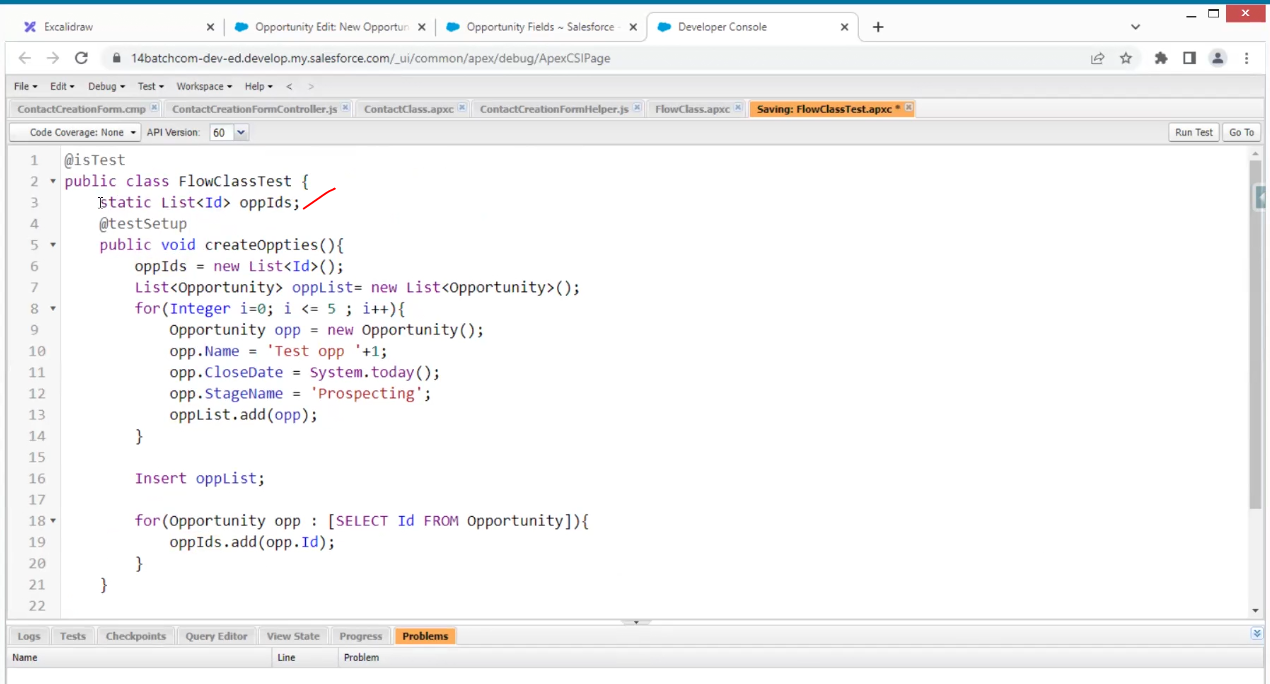 Excalidraw
Opportunity Edit: New Opportun
Opportunity Fields ~ Salesforce
Developer Console
14batchcom-dev-ed.develop.my.salesforce.com/_ui/common/apex/debug/ApexCSIPage
File Edit Debug Test Workspace Help < >
ContactCreationForm.cmp ContactCreationFormController.js ContactClass.apxc ContactCreationFormHelper.js FlowClass.apxc Saving: FlowClassTest.apxc *
Code Coverage: None API Version: 60 Run Test Go To
1 @isTest
2 public class FlowClassTest {
3 static List<Id> oppIds;
4 @testSetup
5 public void createOppties(){
6 oppIds = new List<Id>();
7 List<Opportunity> oppList= new List<Opportunity>();
8 for(Integer i=0; i <= 5 ; i++){
9 Opportunity opp = new Opportunity();
10 opp.Name = 'Test opp '+1;
11 opp.CloseDate = System.today();
12 opp.StageName = 'Prospecting';
13 oppList.add(opp);
14 }
15
16 Insert oppList;
17
18 for(Opportunity opp : [SELECT Id FROM Opportunity]){
19 oppIds.add(opp.Id);
20 }
21 }
22
Logs Tests Checkpoints Query Editor View State Progress Problems
Name Line Problem